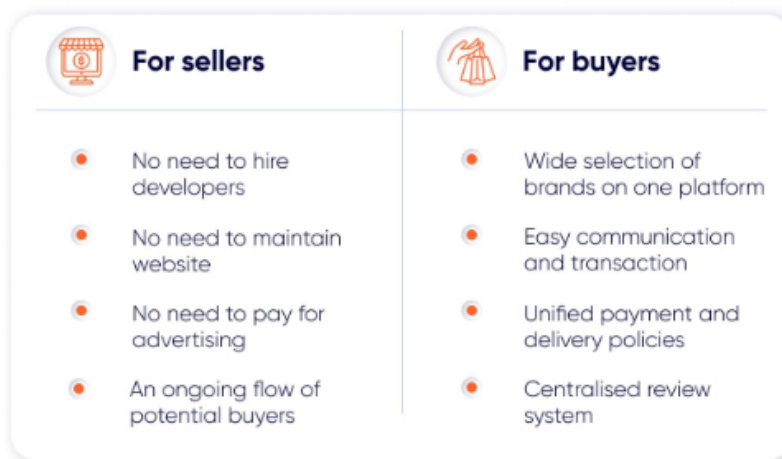 For sellers
No need to hire
developers
No need to maintain
website
No need to pay for
advertising
An ongoing flow of
potential buyers
For buyers
Wide selection of
brands on one platform
Easy communication
and transaction
Unified payment and
delivery policies
Centralised review
system